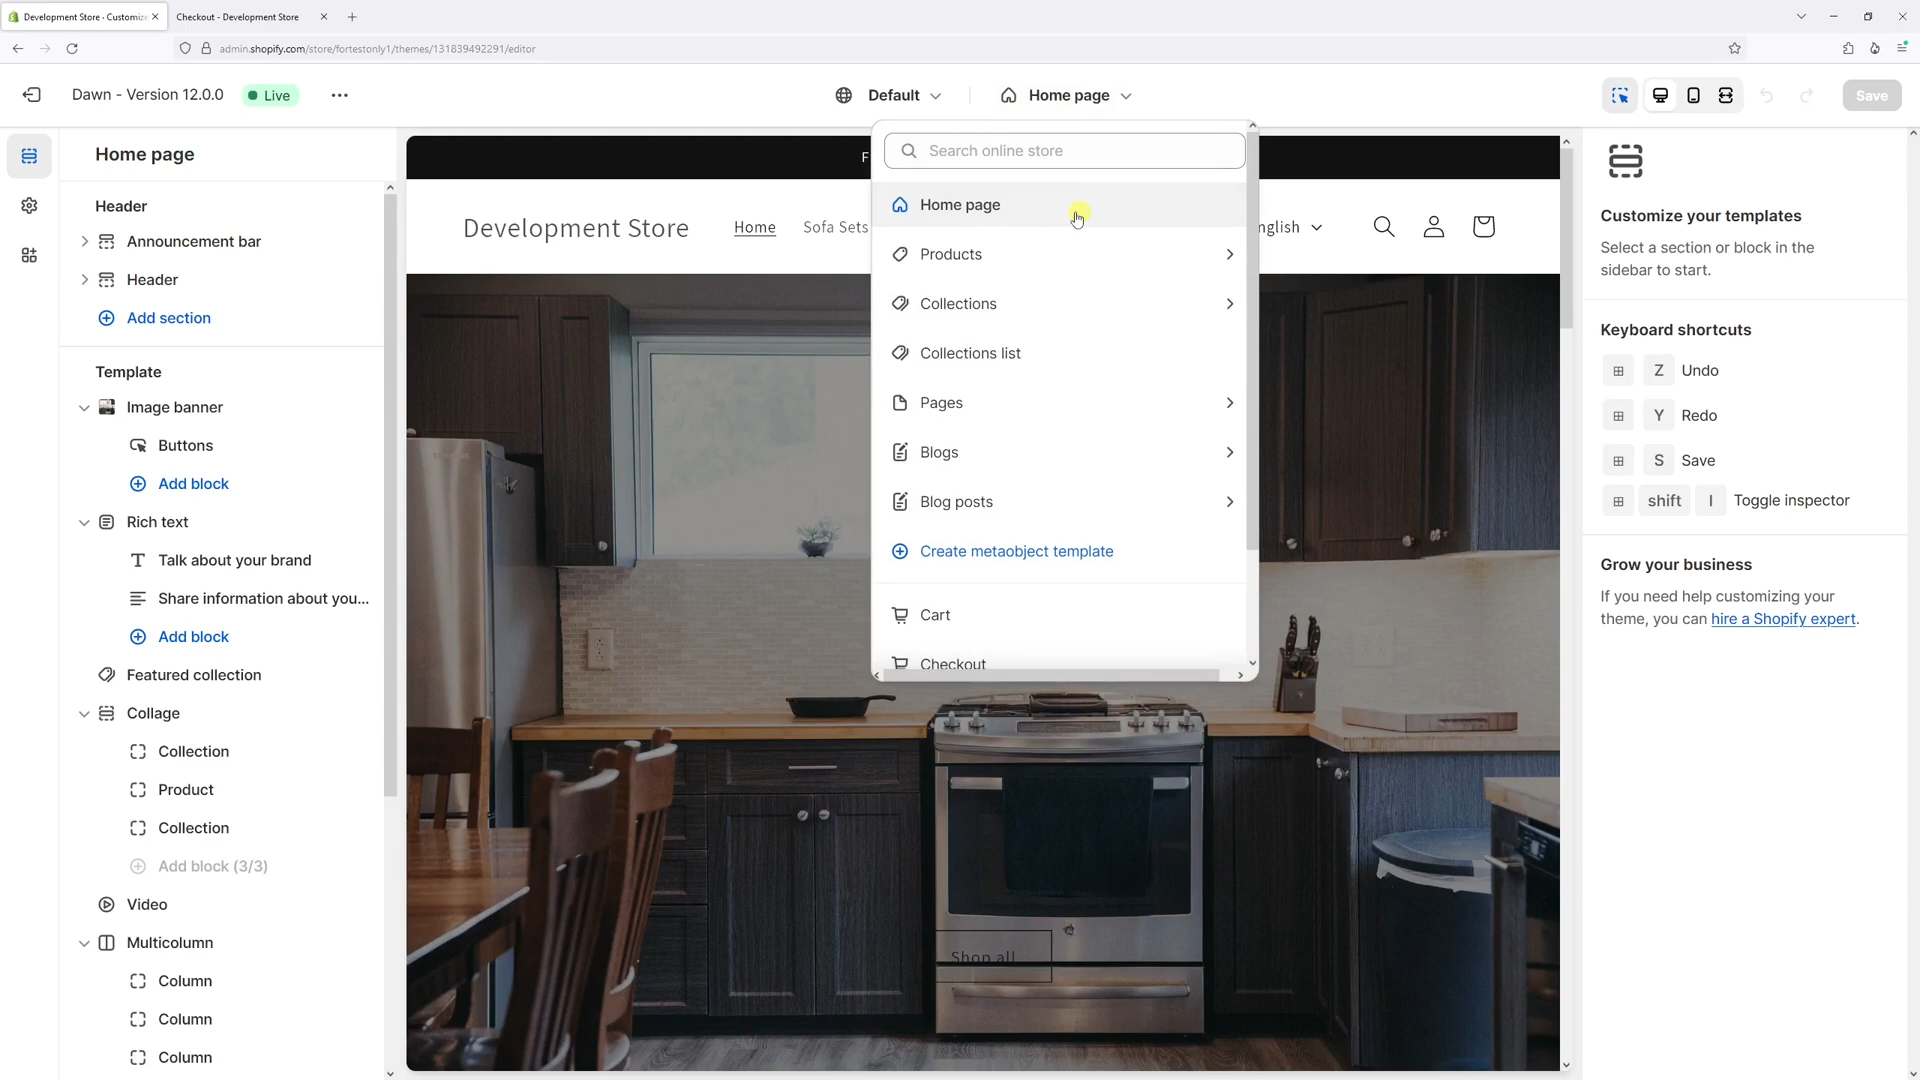 Development Store · Customize
Checkout - Development Store
admin.shopify.com/store/fortestonly1/themes/131839492291/editor
Dawn - Version 12.0.0
Live
Default
Home page
Save
Home page
Header
Announcement bar
Header
Add section
Template
Image banner
Buttons
Add block
Rich text
Talk about your brand
Share information about you...
Add block
Featured collection
Collage
Collection
Product
Collection
Add block (3/3)
Video
Multicolumn
Column
Column
Column
F
Development Store
Home
Sofa Sets
nglish
Search online store
Home page
Products
Collections
Collections list
Pages
Blogs
Blog posts
Create metaobject template
Cart
Checkout
Shop all
Customize your templates
Select a section or block in the
sidebar to start.
Keyboard shortcuts
Z Undo
Y Redo
S Save
shift I Toggle inspector
Grow your business
If you need help customizing your
theme, you can hire a Shopify expert.